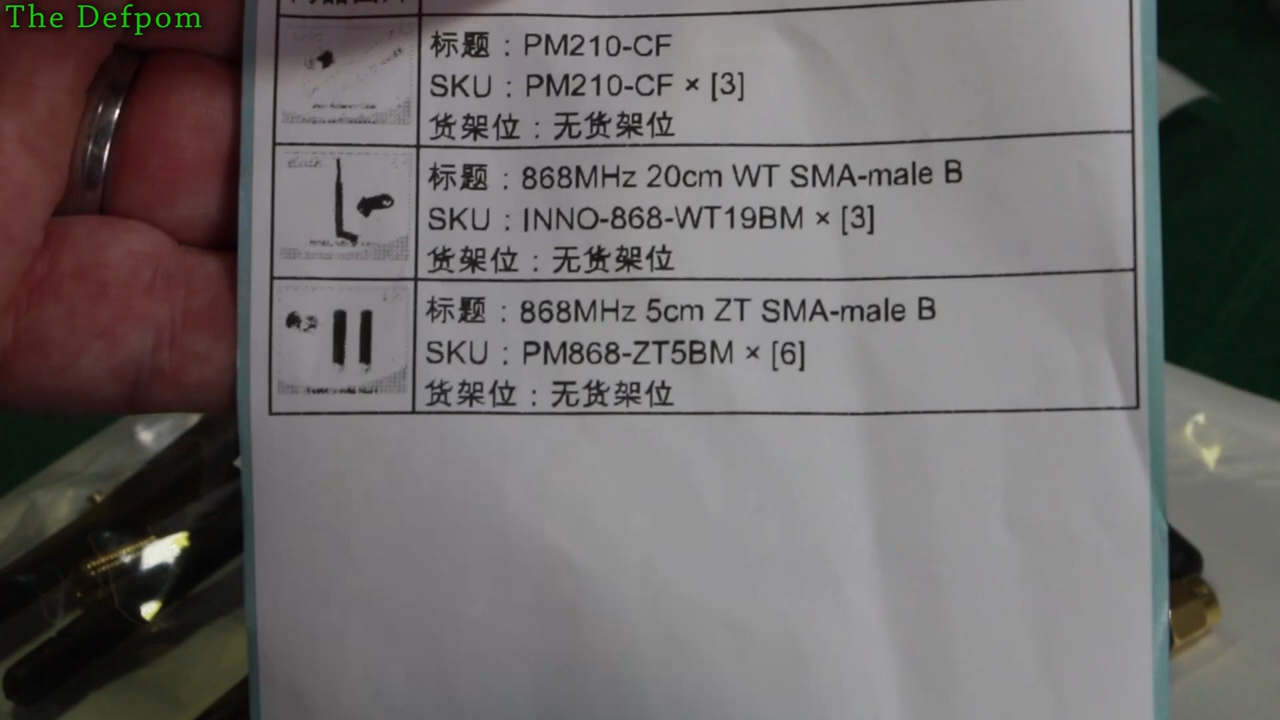 The Defpom
标题：PM210-CF
SKU：PM210-CF × [3]
货架位：无货架位
标题：868MHz 20cm WT SMA-male B
SKU：INNO-868-WT19BM × [3]
货架位：无货架位
标题：868MHz 5cm ZT SMA-male B
SKU：PM868-ZT5BM × [6]
货架位：无货架位